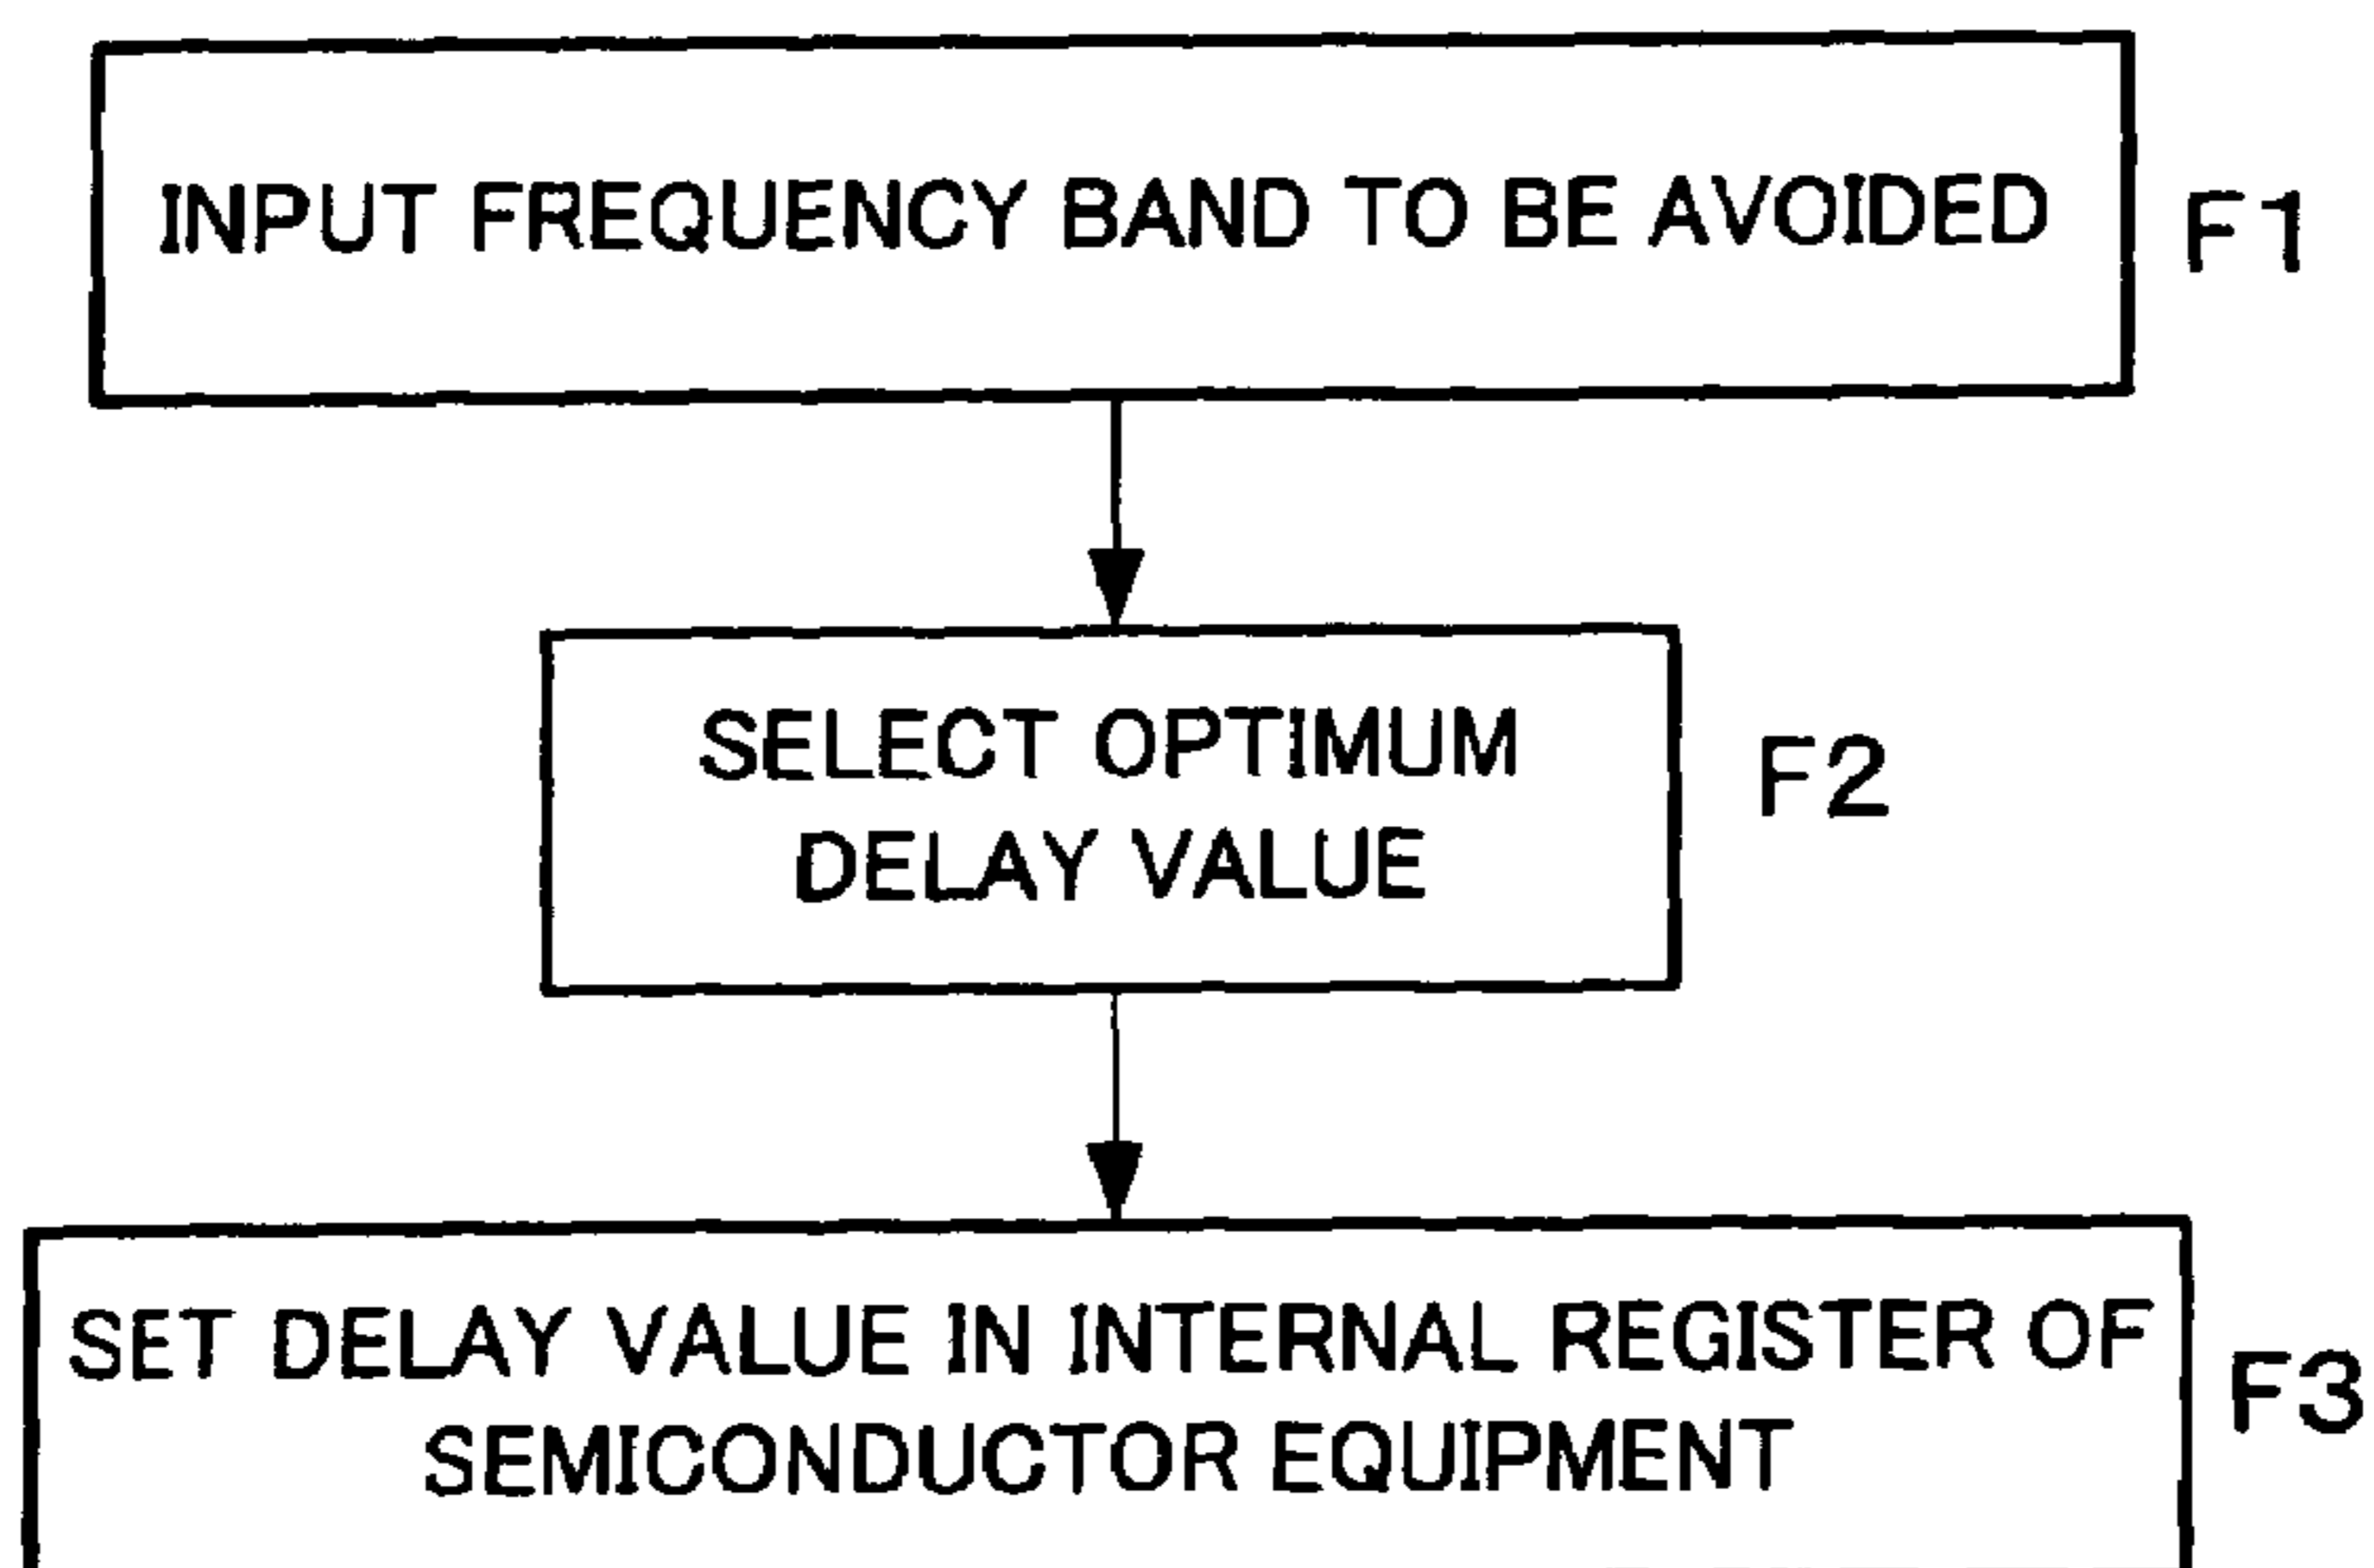 INPUT FREQUENCY BAND TO BE AVOIDED
F1
SELECT OPTIMUM
DELAY VALUE
F2
SET DELAY VALUE IN INTERNAL REGISTER OF
SEMICONDUCTOR EQUIPMENT
F3